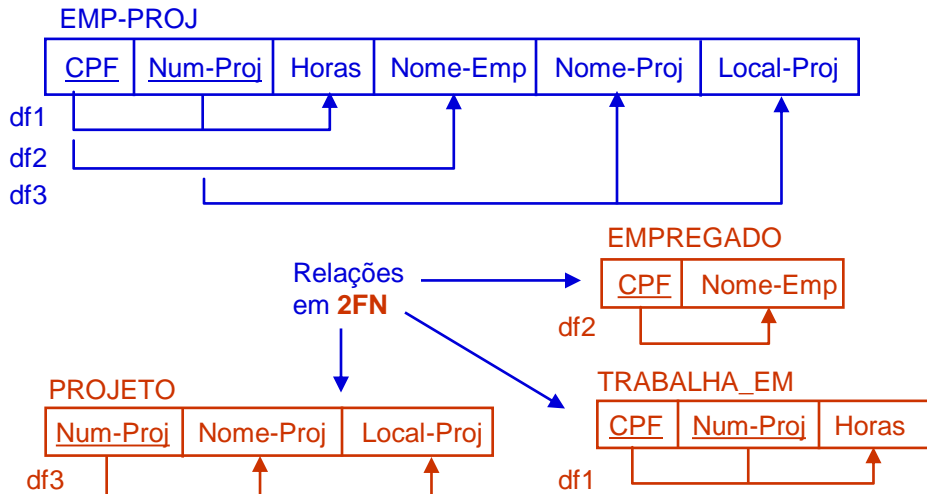 EMP-PROJ
CPF Num-Proj Horas Nome-Emp Nome-Proj Local-Proj
df1
df2
df3
EMPREGADO
CPF Nome-Emp
df2
Relações
em 2FN
PROJETO
Num-Proj Nome-Proj Local-Proj
df3
TRABALHA_EM
CPF Num-Proj Horas
df1